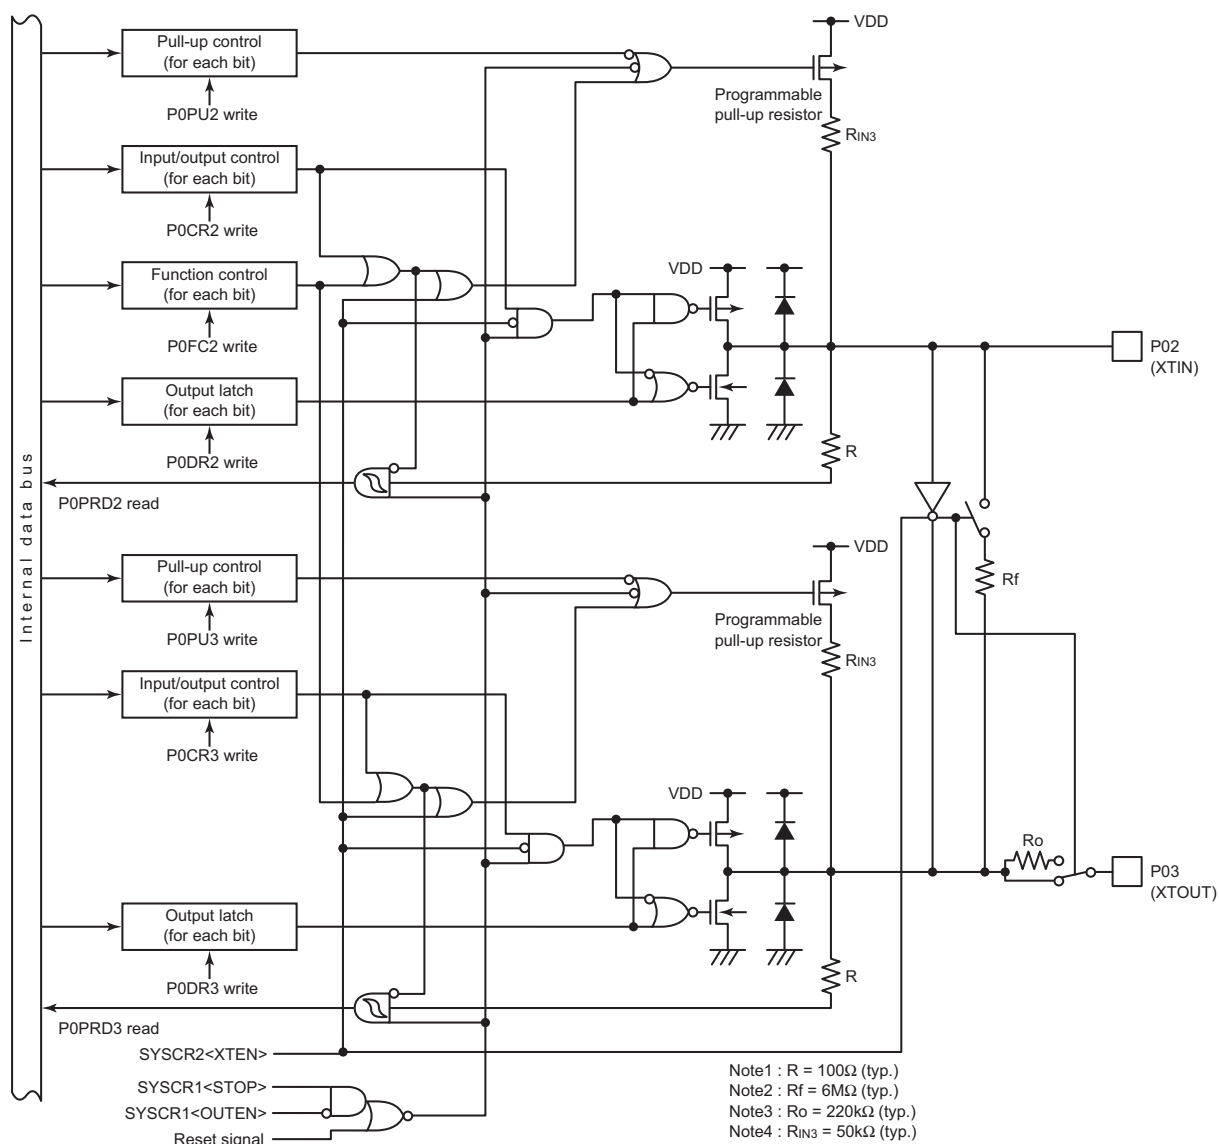 VDD
Pull-up control
(for each bit)
P0PU2 write
Programmable
pull-up resistor
RIN3
Input/output control
(for each bit)
P0CR2 write
Function control
(for each bit)
P0FC2 write
VDD
P02
(XTIN)
Output latch
(for each bit)
P0DR2 write
R
P0PRD2 read
Internal data bus
VDD
Pull-up control
(for each bit)
P0PU3 write
Rf
Programmable
pull-up resistor
RIN3
Input/output control
(for each bit)
P0CR3 write
VDD
Ro
P03
(XTOUT)
Output latch
(for each bit)
P0DR3 write
R
P0PRD3 read
SYSCR2<XTEN>
SYSCR1<STOP>
SYSCR1<OUTEN>
Reset signal
Note1 : R = 100Ω (typ.)
Note2 : Rf = 6MΩ (typ.)
Note3 : Ro = 220kΩ (typ.)
Note4 : RIN3 = 50kΩ (typ.)